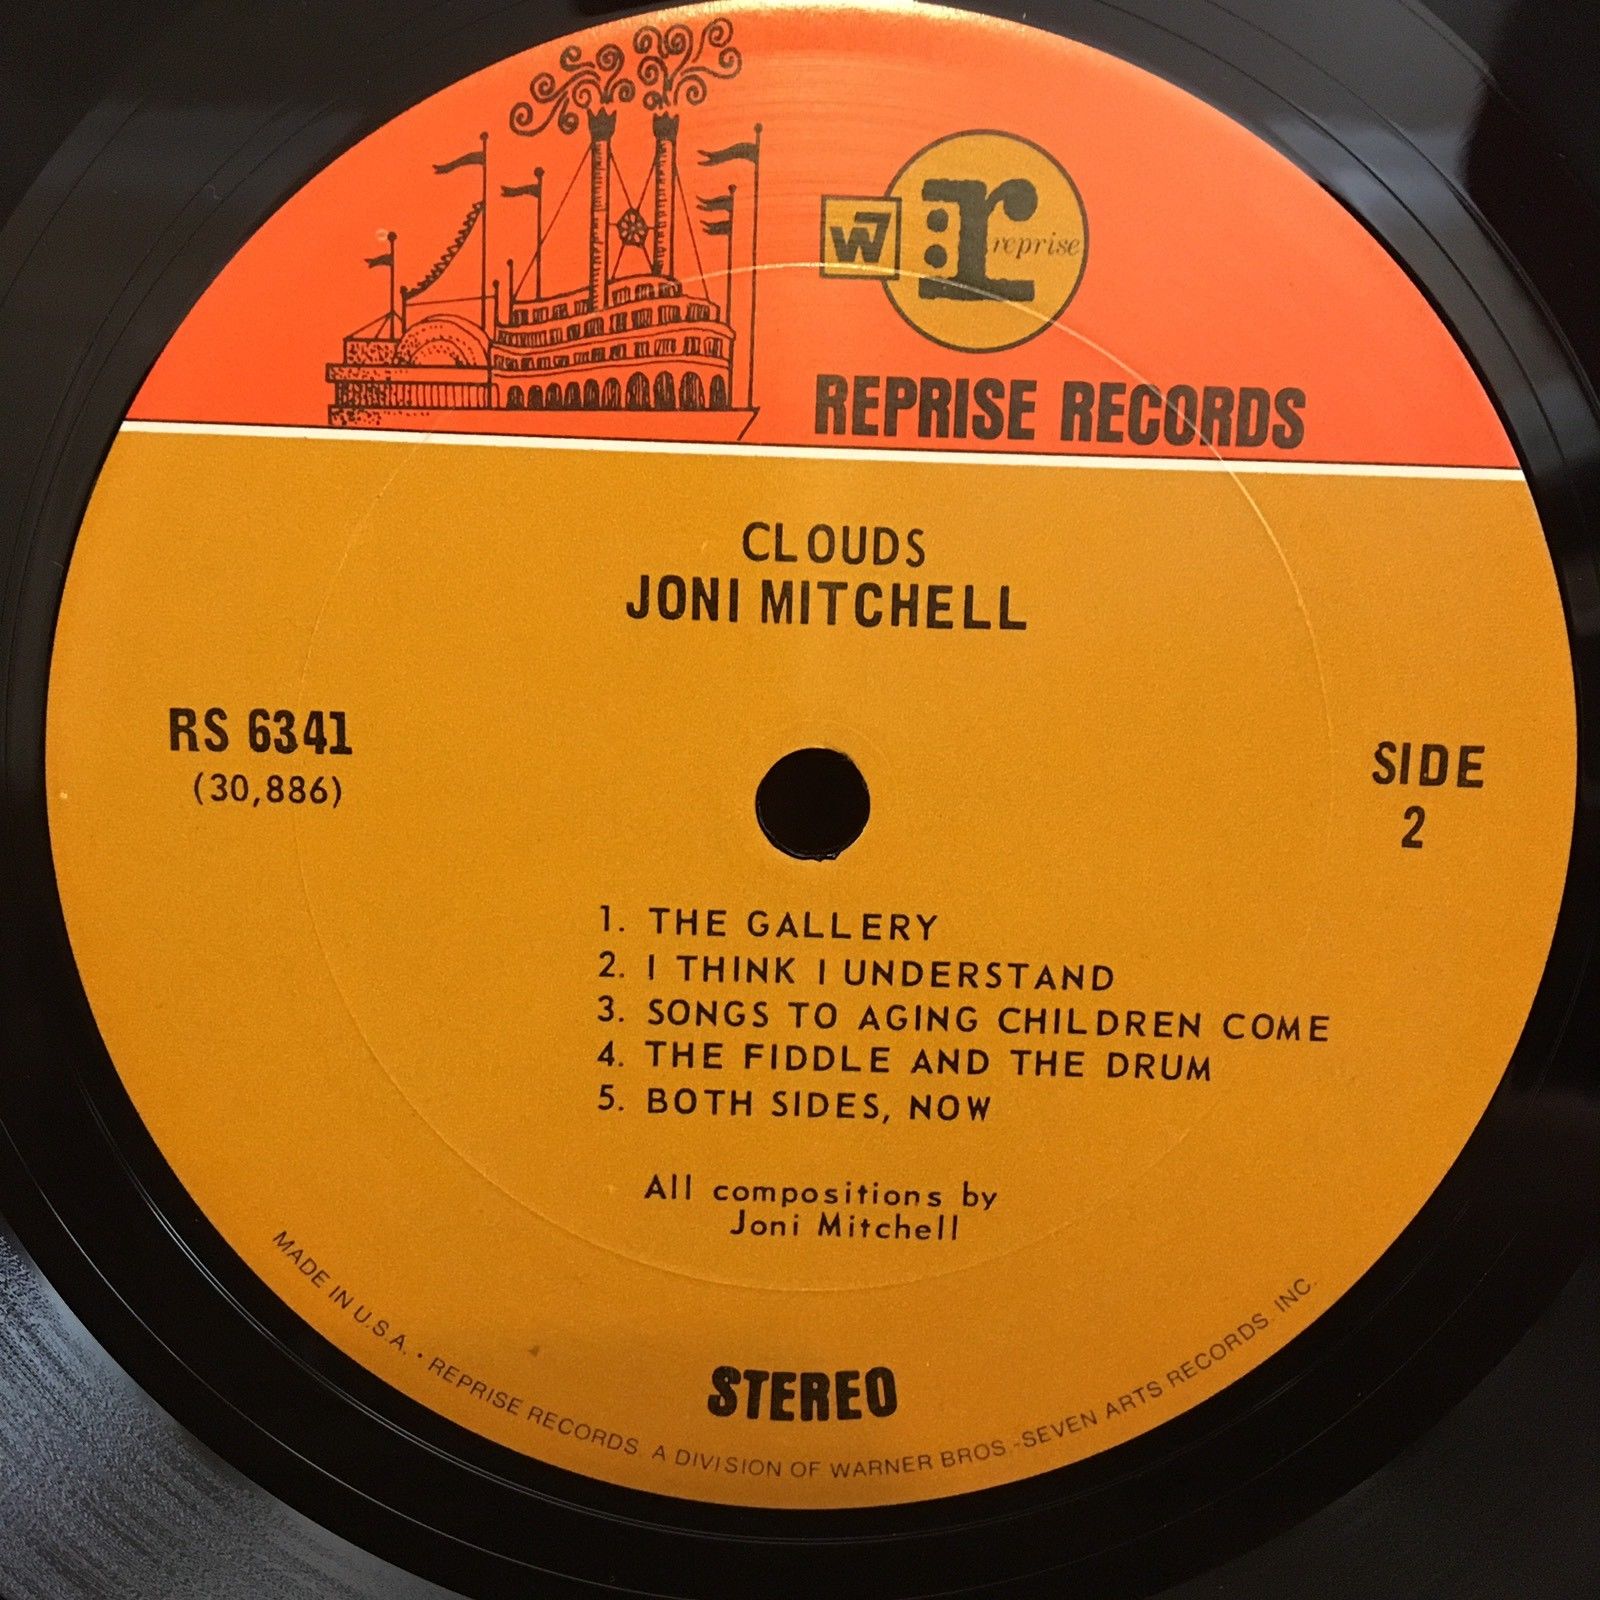 W7
r:
reprise
REPRISE RECORDS
CLOUDS
JONI MITCHELL
RS 6341
(30,886)
SIDE
2
1. THE GALLERY
2. I THINK I UNDERSTAND
3. SONGS TO AGING CHILDREN COME
4. THE FIDDLE AND THE DRUM
5. BOTH SIDES, NOW
All compositions by
Joni Mitchell
STEREO
MADE IN U.S.A. • REPRISE RECORDS. A DIVISION OF WARNER BROS.-SEVEN ARTS RECORDS. INC.